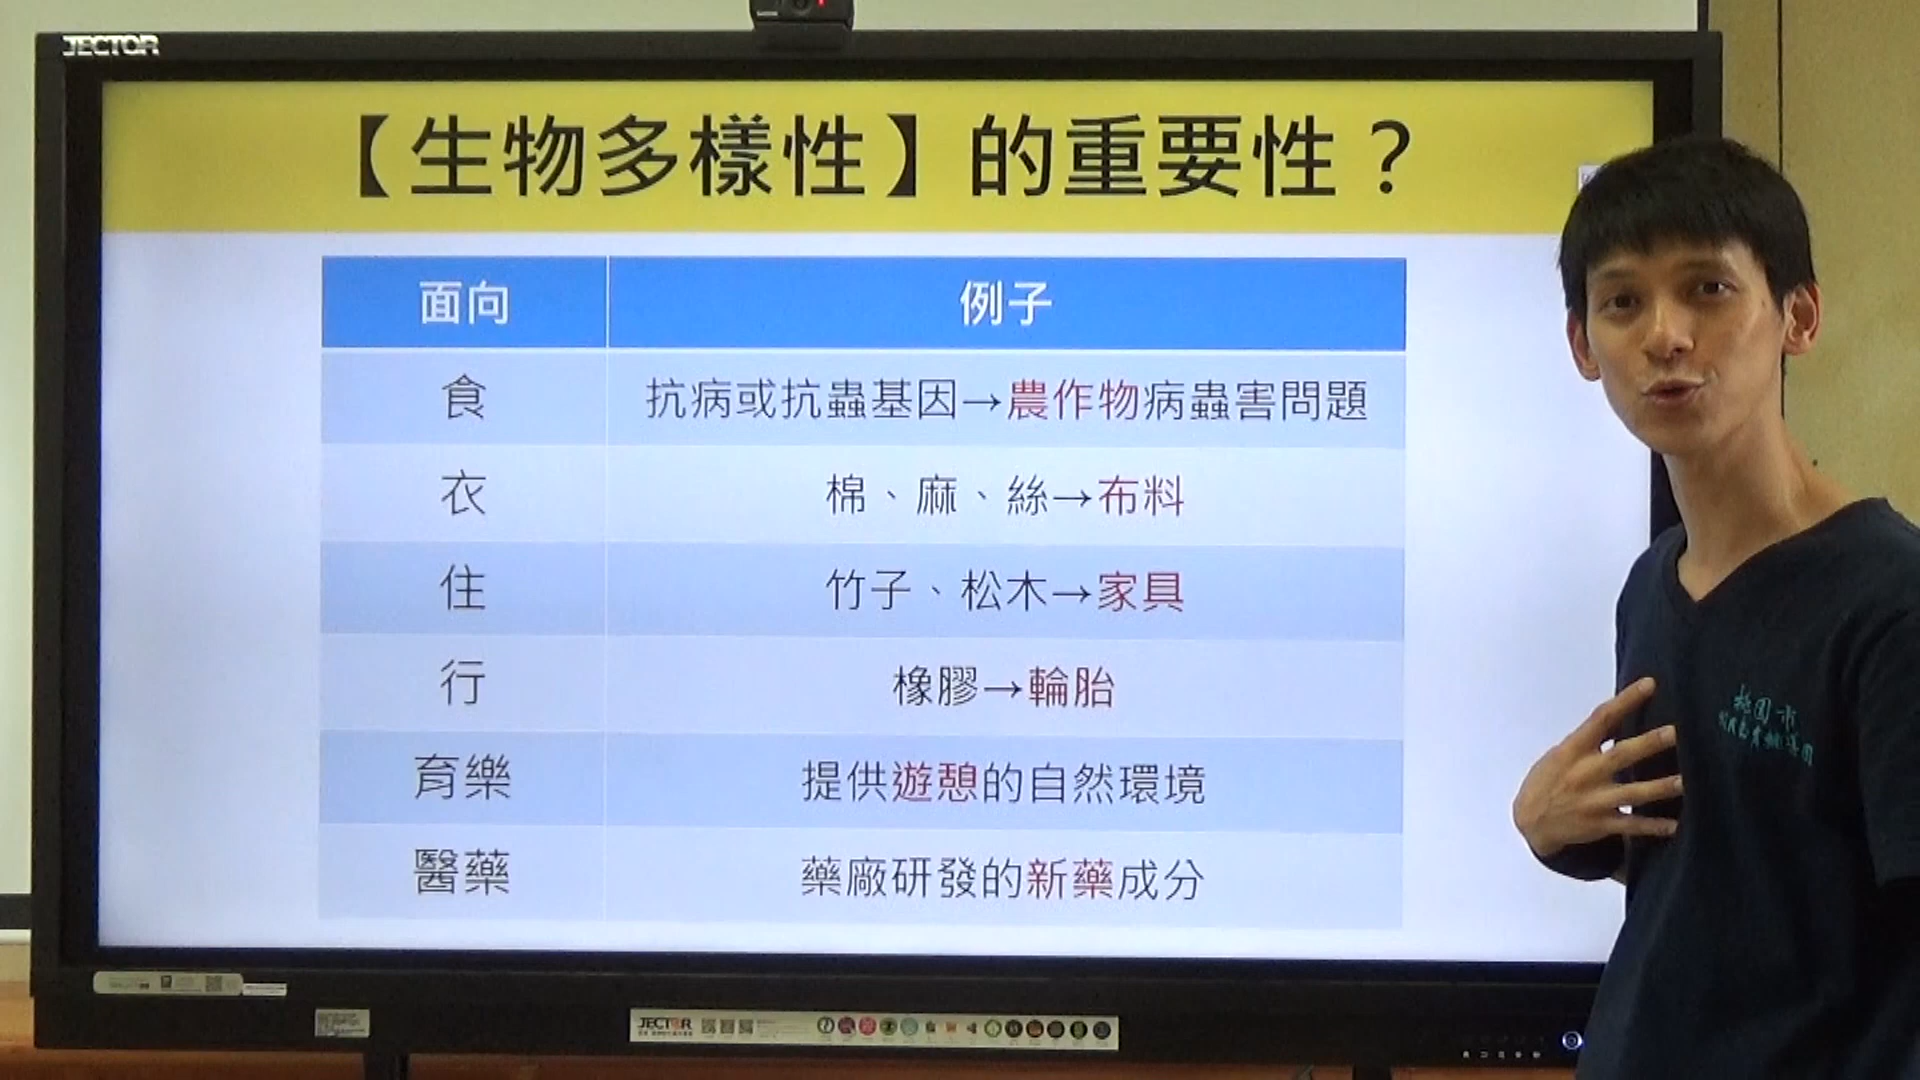 JECTOR
【生物多樣性】的重要性？
面向 例子
食 抗病或抗蟲基因→農作物病蟲害問題
衣 棉、麻、絲→布料
住 竹子、松木→家具
行 橡膠→輪胎
育樂 提供遊憩的自然環境
醫藥 藥廠研發的新藥成分
JECTOR
桃園市